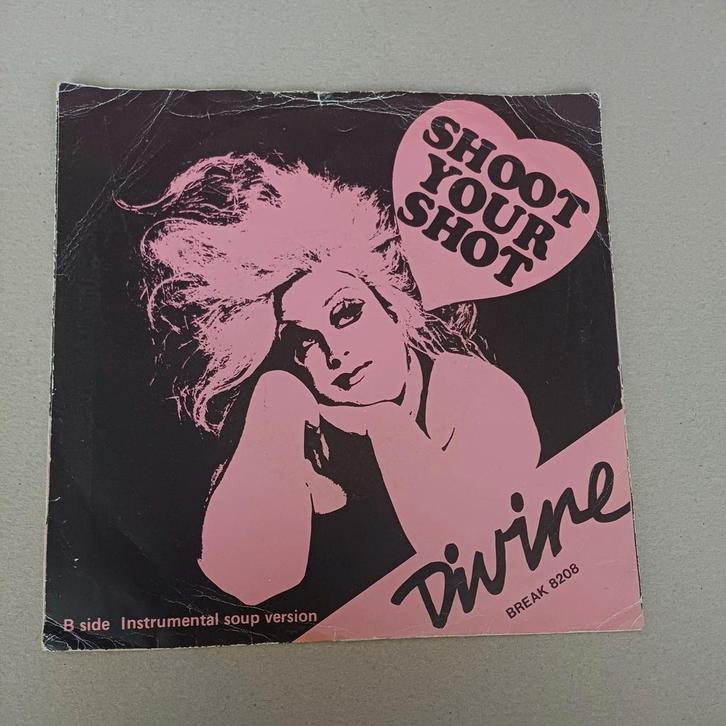 SHOOT
YOUR
SHOT
Divine
BREAK 8208
B side Instrumental soup version